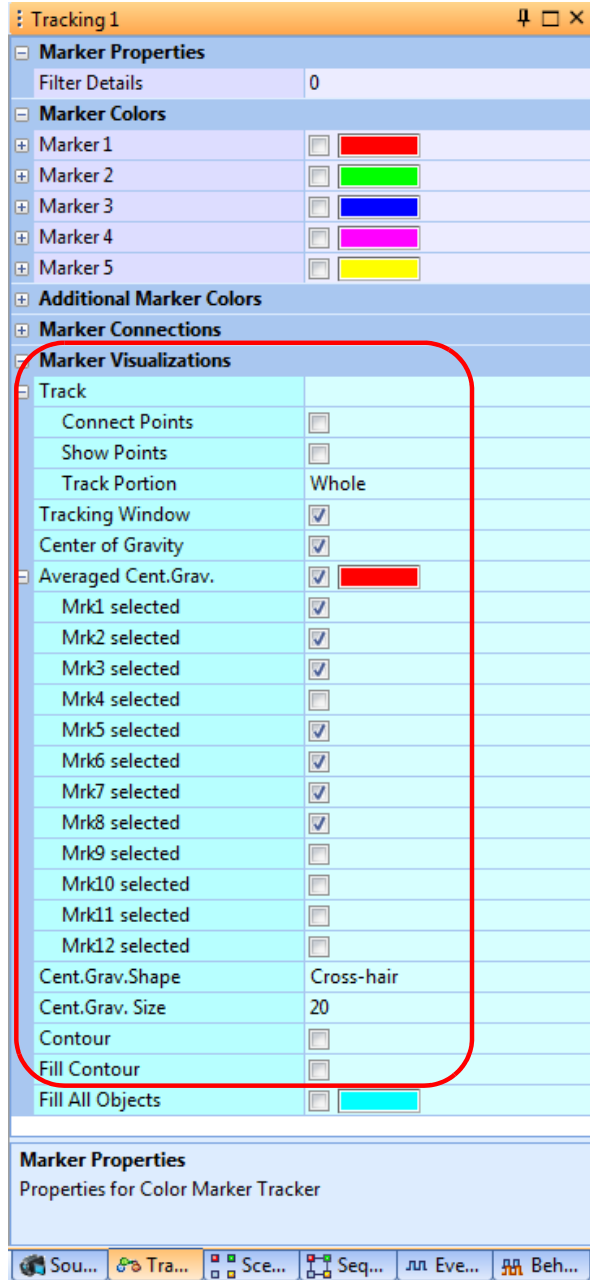 Tracking 1
Marker Properties
Filter Details 0
Marker Colors
Marker 1
Marker 2
Marker 3
Marker 4
Marker 5
Additional Marker Colors
Marker Connections
Marker Visualizations
Track
Connect Points
Show Points
Track Portion Whole
Tracking Window
Center of Gravity
Averaged Cent.Grav.
Mrk1 selected
Mrk2 selected
Mrk3 selected
Mrk4 selected
Mrk5 selected
Mrk6 selected
Mrk7 selected
Mrk8 selected
Mrk9 selected
Mrk10 selected
Mrk11 selected
Mrk12 selected
Cent.Grav.Shape Cross-hair
Cent.Grav. Size 20
Contour
Fill Contour
Fill All Objects
Marker Properties
Properties for Color Marker Tracker
Sou... Tra... Sce... Seq... Eve... Beh...